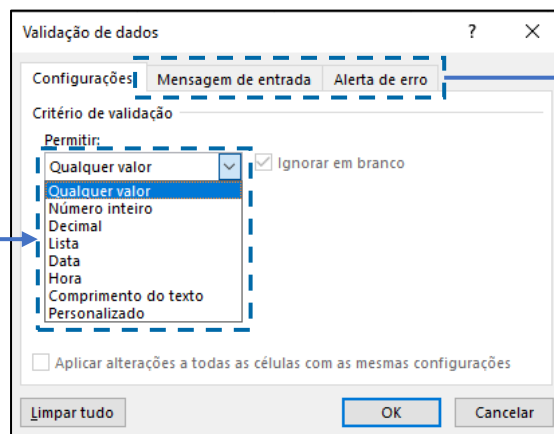 Validação de dados ? ×
Configurações Mensagem de entrada Alerta de erro
Critério de validação
Permitir:
Qualquer valor Ignorar em branco
Qualquer valor
Número inteiro
Decimal
Lista
Data
Hora
Comprimento do texto
Personalizado
Aplicar alterações a todas as células com as mesmas configurações
Limpar tudo OK Cancelar